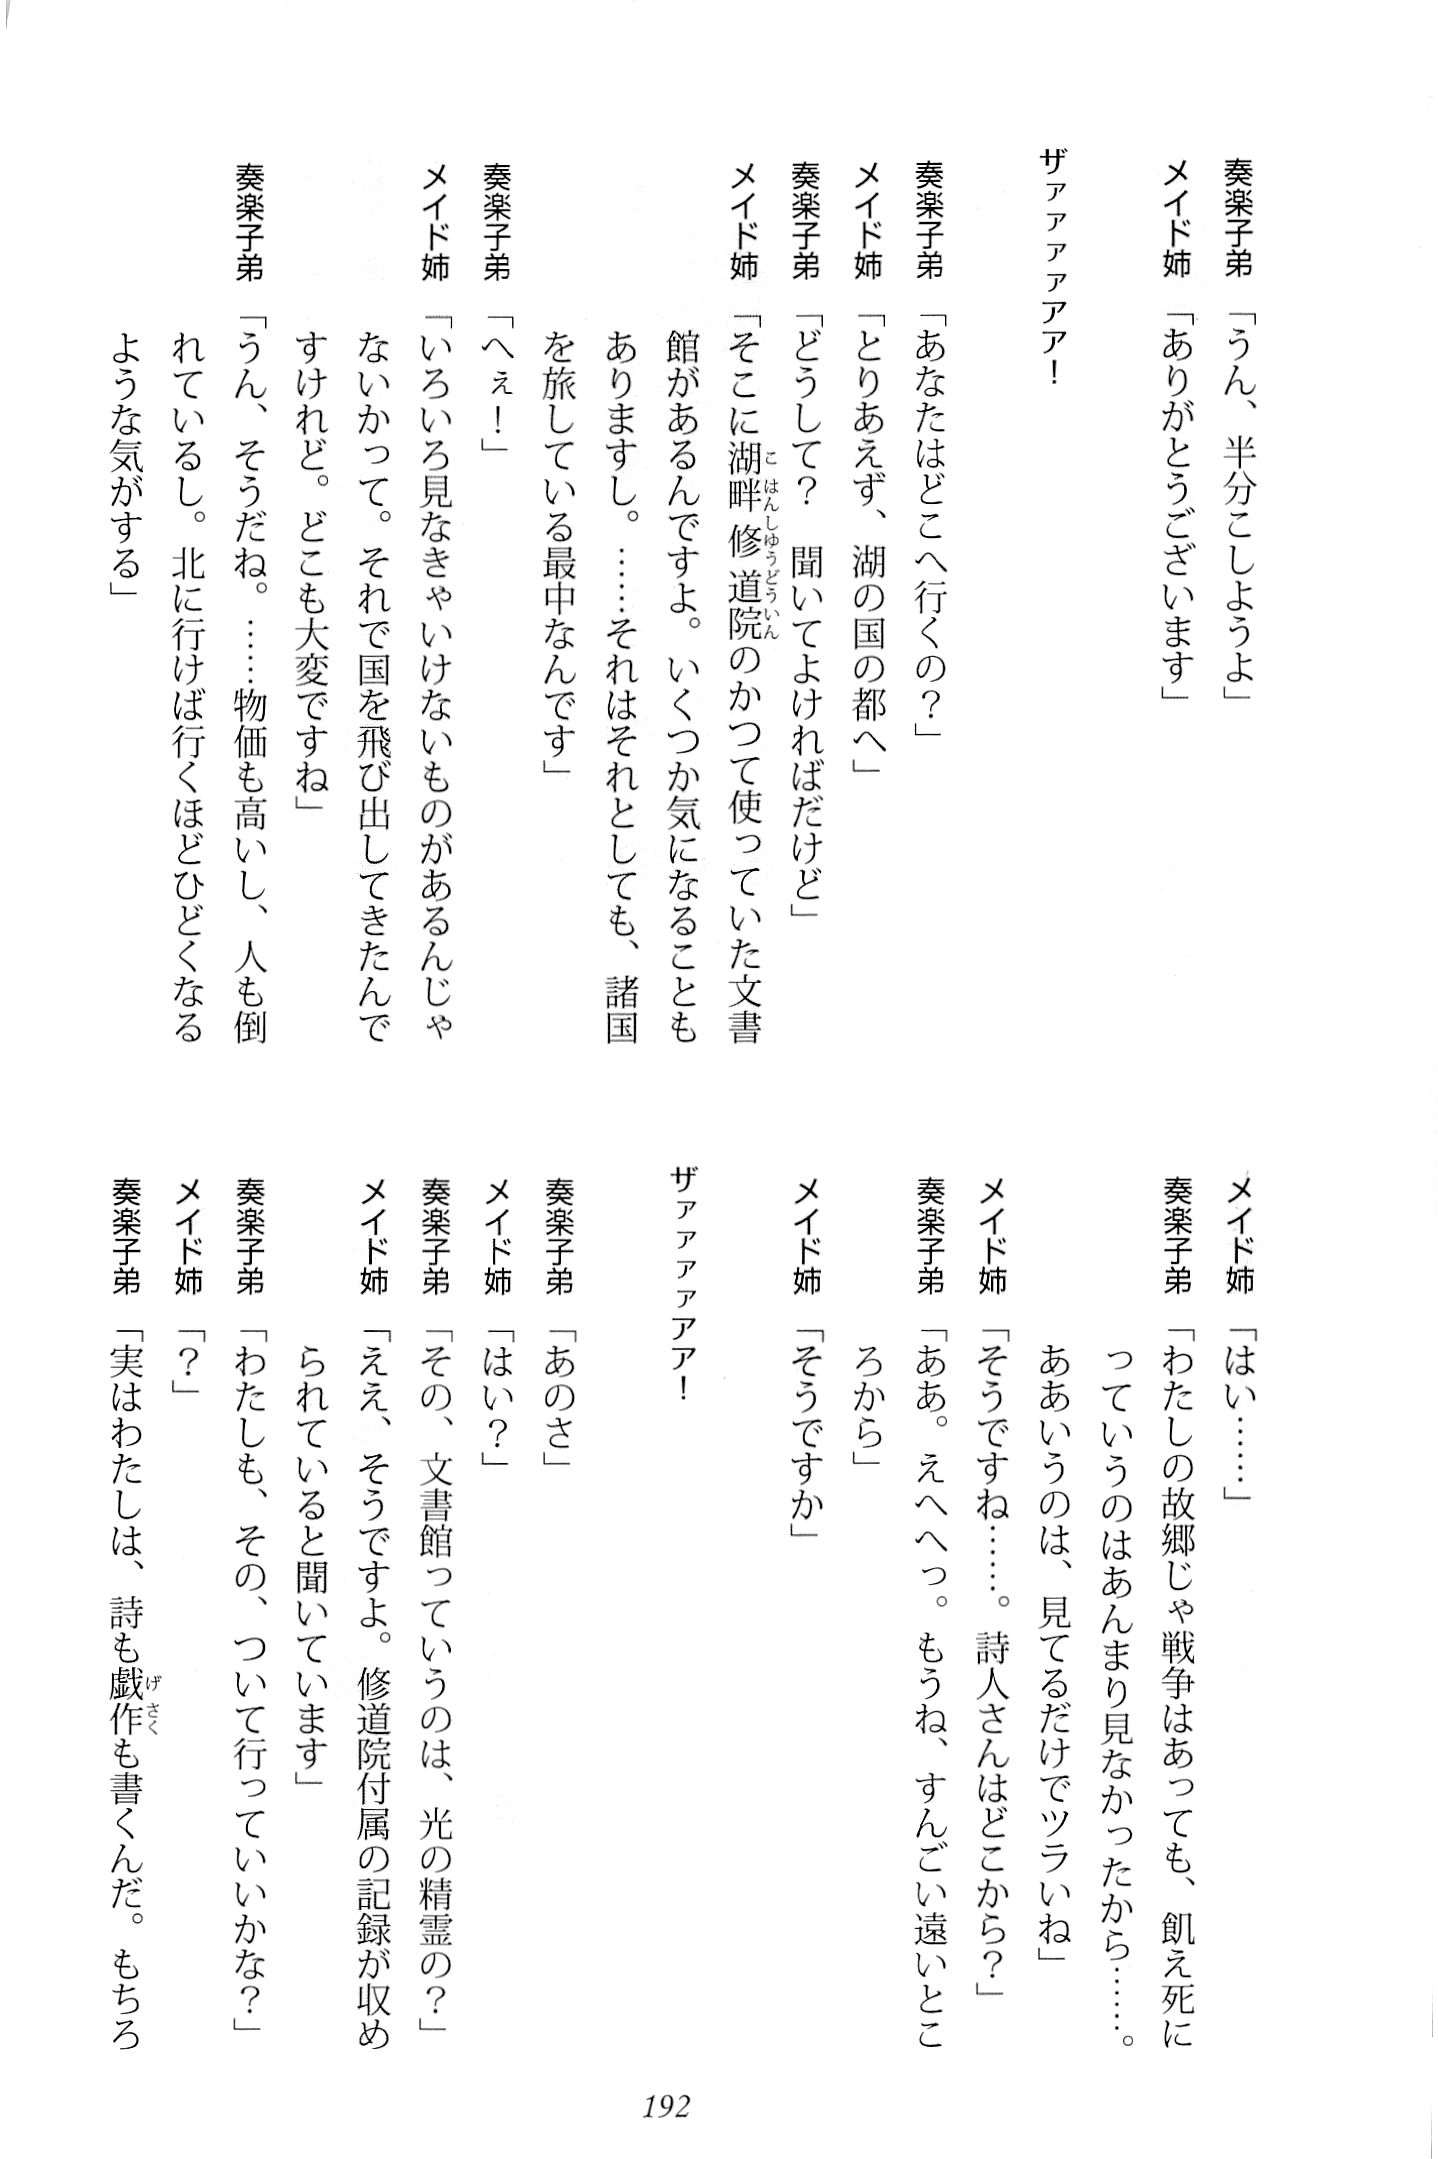 奏楽子弟「うん、半分こしようよ」
メイド姉「ありがとうございます」
ザァァァァアア！
奏楽子弟「あなたはどこへ行くの？」
メイド姉「とりあえず、湖の国の都へ」
奏楽子弟「どうして？　聞いてよければだけど」
メイド姉「そこに湖畔修道院のかつて使っていた文書
館があるんですよ。いくつか気になることも
ありますし。……それはそれとしても、諸国
を旅している最中なんです」
奏楽子弟「へぇ！」
メイド姉「いろいろ見なきゃいけないものがあるんじゃ
ないかって。それで国を飛び出してきたんで
すけれど。どこも大変ですね」
奏楽子弟「うん、そうだね。……物価も高いし、人も倒
れているし。北に行けば行くほどひどくなる
ような気がする」
メイド姉「はい……」
奏楽子弟「わたしの故郷じゃ戦争はあっても、飢え死に
っていうのはあんまり見なかったから……。
ああいうのは、見てるだけでツラいね」
メイド姉「そうですね……。詩人さんはどこから？」
奏楽子弟「ああ。えへへっ。もうね、すんごい遠いとこ
ろから」
メイド姉「そうですか」
ザァァァァアア！
奏楽子弟「あのさ」
メイド姉「はい？」
奏楽子弟「その、文書館っていうのは、光の精霊の？」
メイド姉「ええ、そうですよ。修道院付属の記録が収め
られていると聞いています」
奏楽子弟「わたしも、その、ついて行っていいかな？」
メイド姉「？」
奏楽子弟「実はわたしは、詩も戯作も書くんだ。もちろ
192